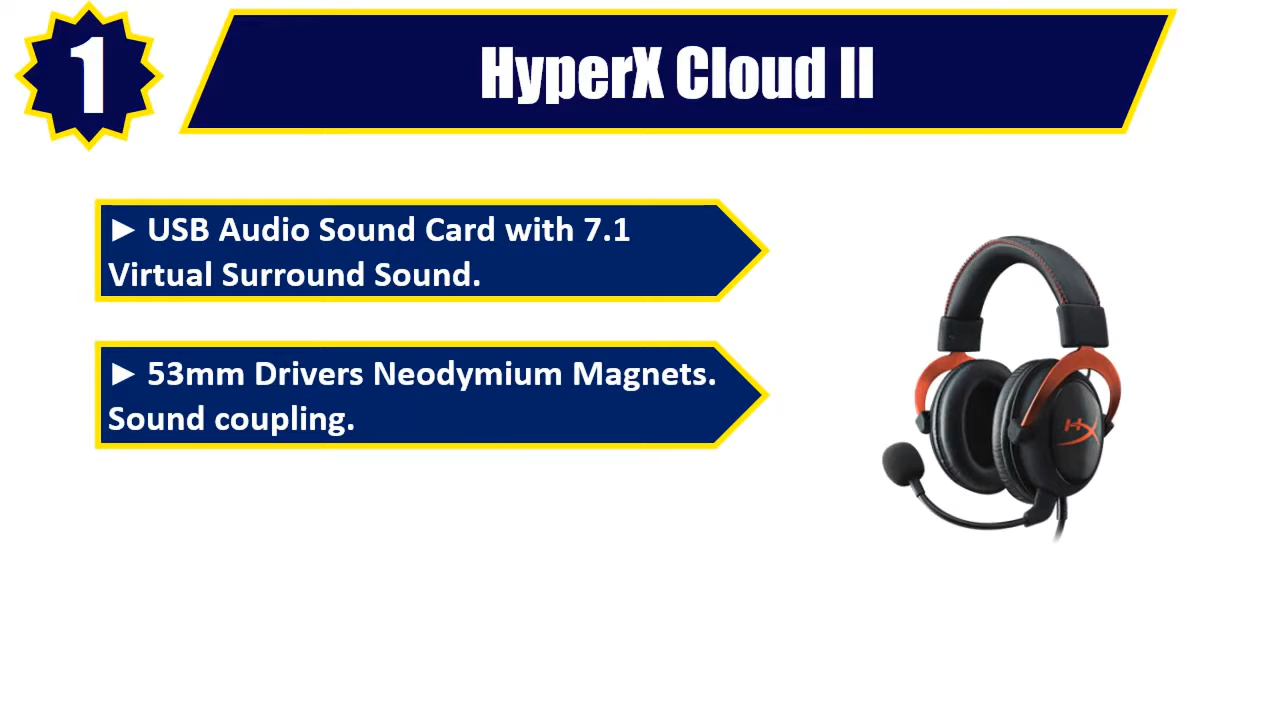 1
HyperX Cloud II
► USB Audio Sound Card with 7.1
Virtual Surround Sound.
► 53mm Drivers Neodymium Magnets.
Sound coupling.
HX